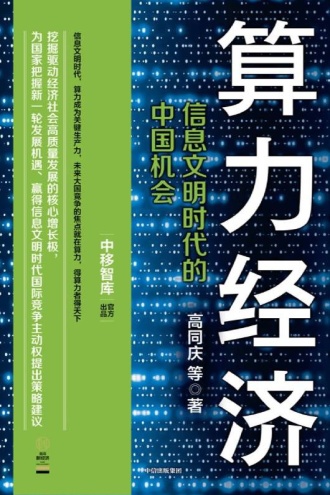 算力经济
信息文明时代的
中国机会
高同庆 等◎著
中信出版集团
信息文明时代，算力成为关键生产力，未来大国竞争的焦点就在算力，得算力者得天下
中移智库
官方
出品
挖掘驱动经济社会高质量发展的核心增长极，
为国家把握新一轮发展机遇、赢得信息文明时代国际竞争主动权提出策略建议